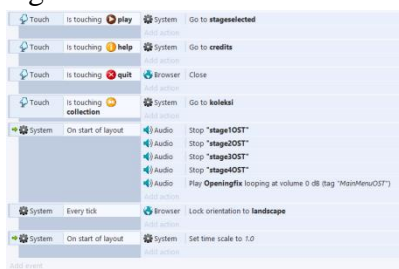 Touch Is touching play System Go to stageselected
Add action
Touch Is touching help System Go to credits
Add action
Touch Is touching quit Browser Close
Add action
Touch Is touching collection System Go to koleksi
Add action
System On start of layout Audio Stop "stage1OST"
Audio Stop "stage2OST"
Audio Stop "stage3OST"
Audio Stop "stage4OST"
Audio Play Openingfix looping at volume 0 dB (tag "MainMenuOST")
Add action
System Every tick Browser Lock orientation to landscape
Add action
System On start of layout System Set time scale to 1.0
Add action
Add event